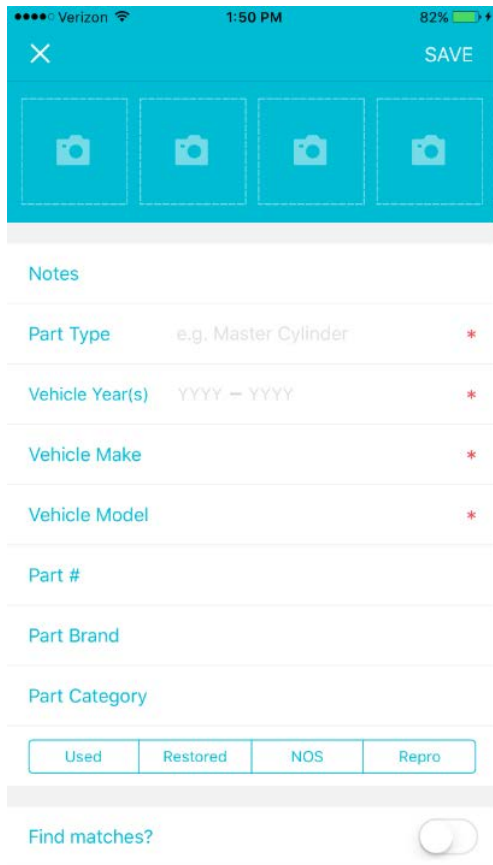 Verizon 1:50 PM 82%
SAVE
Notes
Part Type e.g. Master Cylinder *
Vehicle Year(s) YYYY – YYYY *
Vehicle Make *
Vehicle Model *
Part #
Part Brand
Part Category
Used Restored NOS Repro
Find matches?